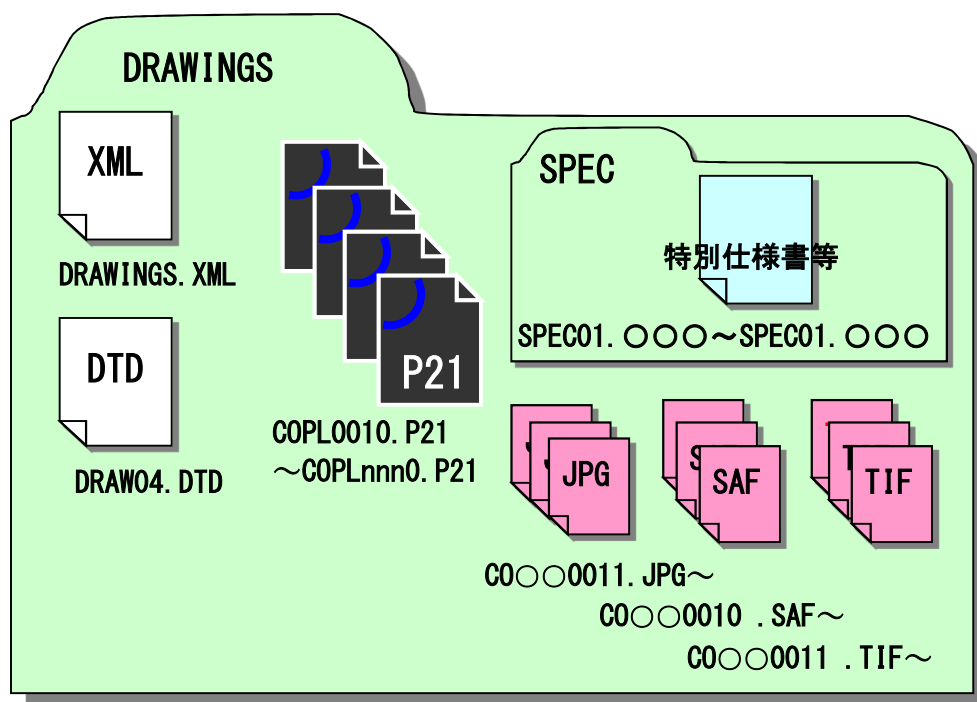 DRAWINGS
XML
DRAWINGS.XML
DTD
DRAW04.DTD
P21
COPL0010.P21
～COPLnnn0.P21
SPEC
特別仕様書等
SPEC01.○○○～SPEC01.○○○
JPG
SAF
TIF
CO○○0011.JPG～
CO○○0010 .SAF～
CO○○0011 .TIF～